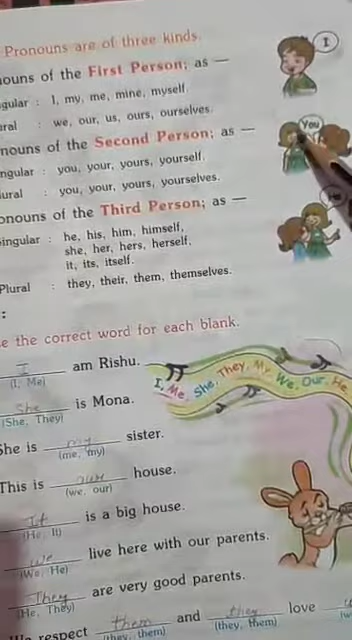 Pronouns are of three kinds.
I
nouns of the First Person; as —
gular : I, my, me, mine, myself.
ral : we, our, us, ours, ourselves.
You
nouns of the Second Person; as —
ngular : you, your, yours, yourself.
lural : you, your, yours, yourselves.
onouns of the Third Person; as —
Singular : he, his, him, himself,
she, her, hers, herself,
it, its, itself.
Plural : they, their, them, themselves.
:
e the correct word for each blank.
I am Rishu.
(I, Me)
I, Me, She, They, My, We, Our, He
She is Mona.
(She, They)
She is my sister.
(me, my)
This is our house.
(we, our)
It is a big house.
(He, It)
we live here with our parents.
(We, He)
They are very good parents.
(He, They)
We respect them and they love
(they, them) (they, them)